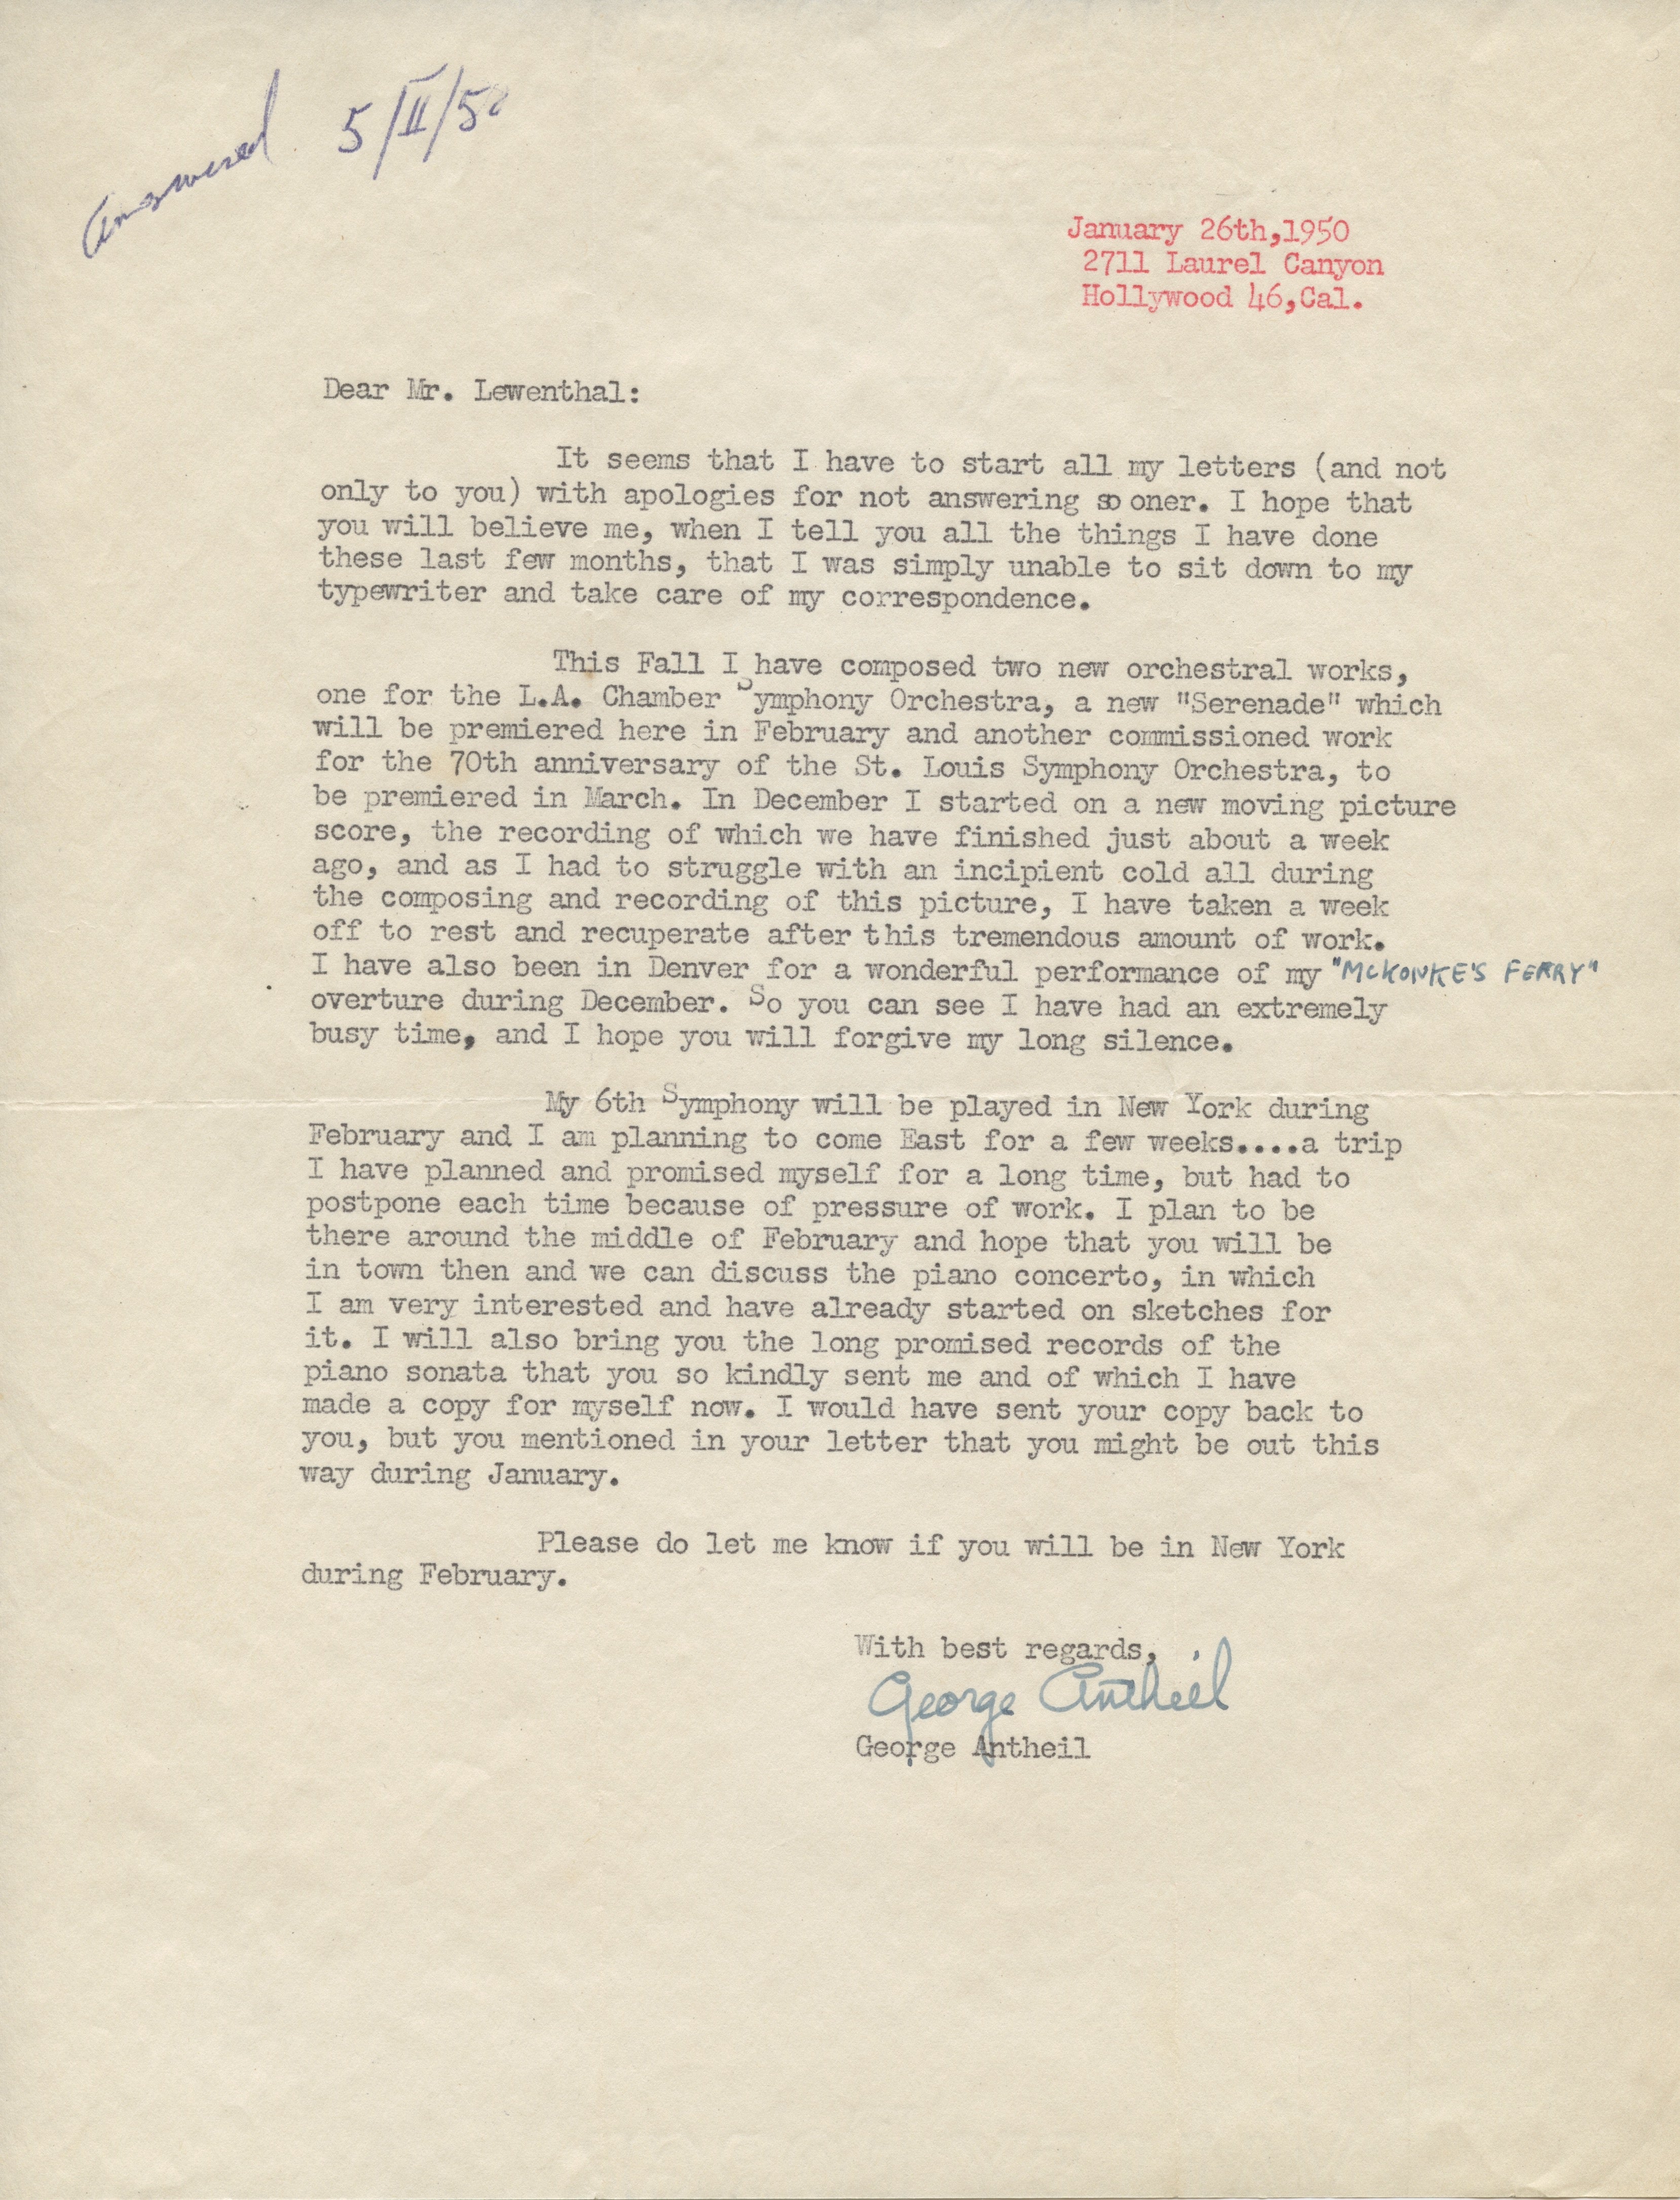 Answered 5/II/50
January 26th,1950
2711 Laurel Canyon
Hollywood 46,Cal.
Dear Mr. Lewenthal:
It seems that I have to start all my letters (and not
only to you) with apologies for not answering sooner. I hope that
you will believe me, when I tell you all the things I have done
these last few months, that I was simply unable to sit down to my
typewriter and take care of my correspondence.
This Fall I have composed two new orchestral works,
one for the L.A. Chamber Symphony Orchestra, a new "Serenade" which
will be premiered here in February and another commissioned work
for the 70th anniversary of the St. Louis Symphony Orchestra, to
be premiered in March. In December I started on a new moving picture
score, the recording of which we have finished just about a week
ago, and as I had to struggle with an incipient cold all during
the composing and recording of this picture, I have taken a week
off to rest and recuperate after this tremendous amount of work.
I have also been in Denver for a wonderful performance of my "MCKONKE'S FERRY"
overture during December. So you can see I have had an extremely
busy time, and I hope you will forgive my long silence.
My 6th Symphony will be played in New York during
February and I am planning to come East for a few weeks....a trip
I have planned and promised myself for a long time, but had to
postpone each time because of pressure of work. I plan to be
there around the middle of February and hope that you will be
in town then and we can discuss the piano concerto, in which
I am very interested and have already started on sketches for
it. I will also bring you the long promised records of the
piano sonata that you so kindly sent me and of which I have
made a copy for myself now. I would have sent your copy back to
you, but you mentioned in your letter that you might be out this
way during January.
Please do let me know if you will be in New York
during February.
With best regards,
George Antheil
George Antheil